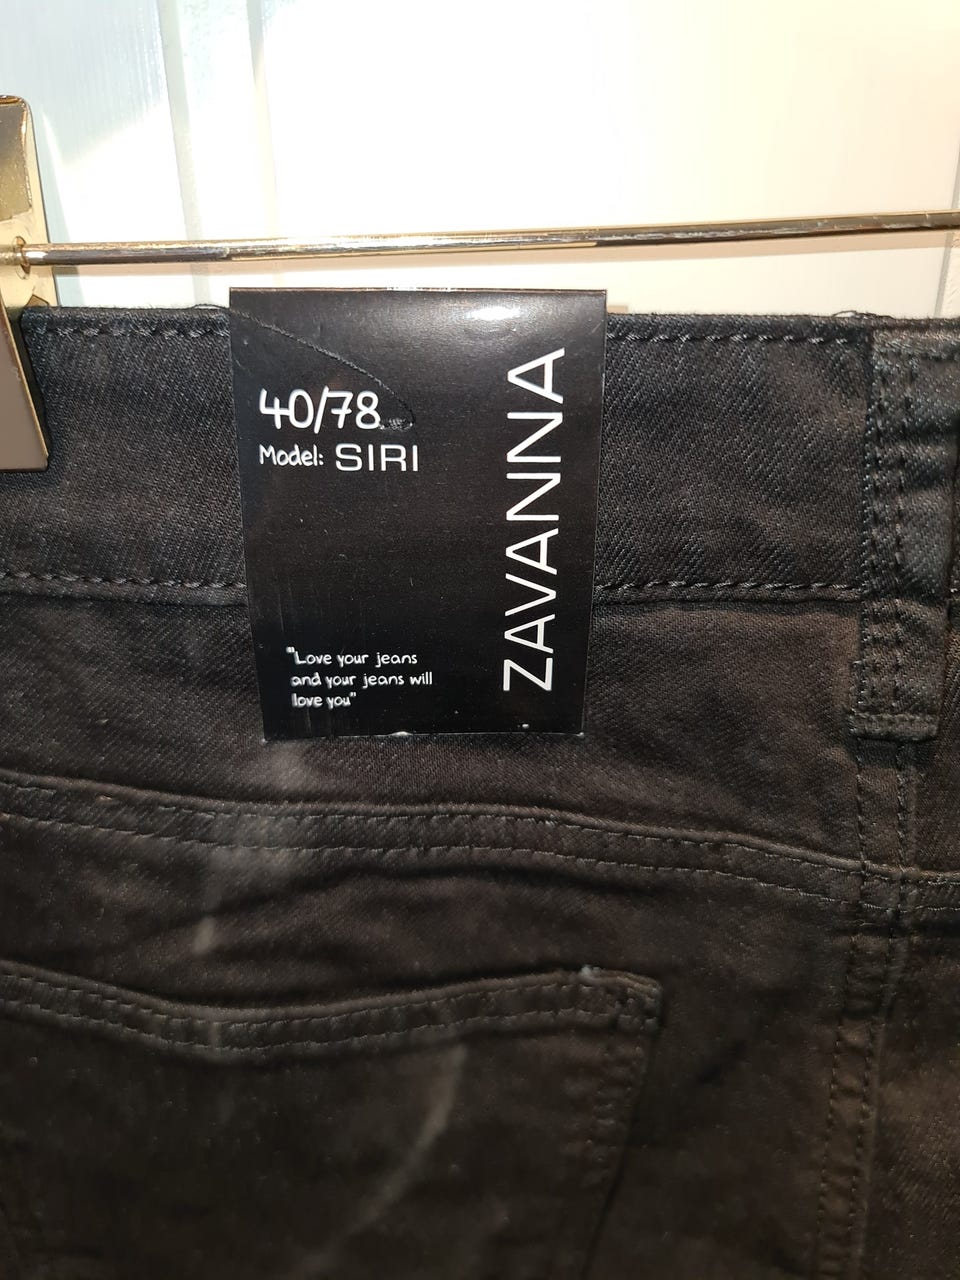 40/78
Model: SIRI
ZAVANNA
"Love your jeans
and your jeans will
love you"